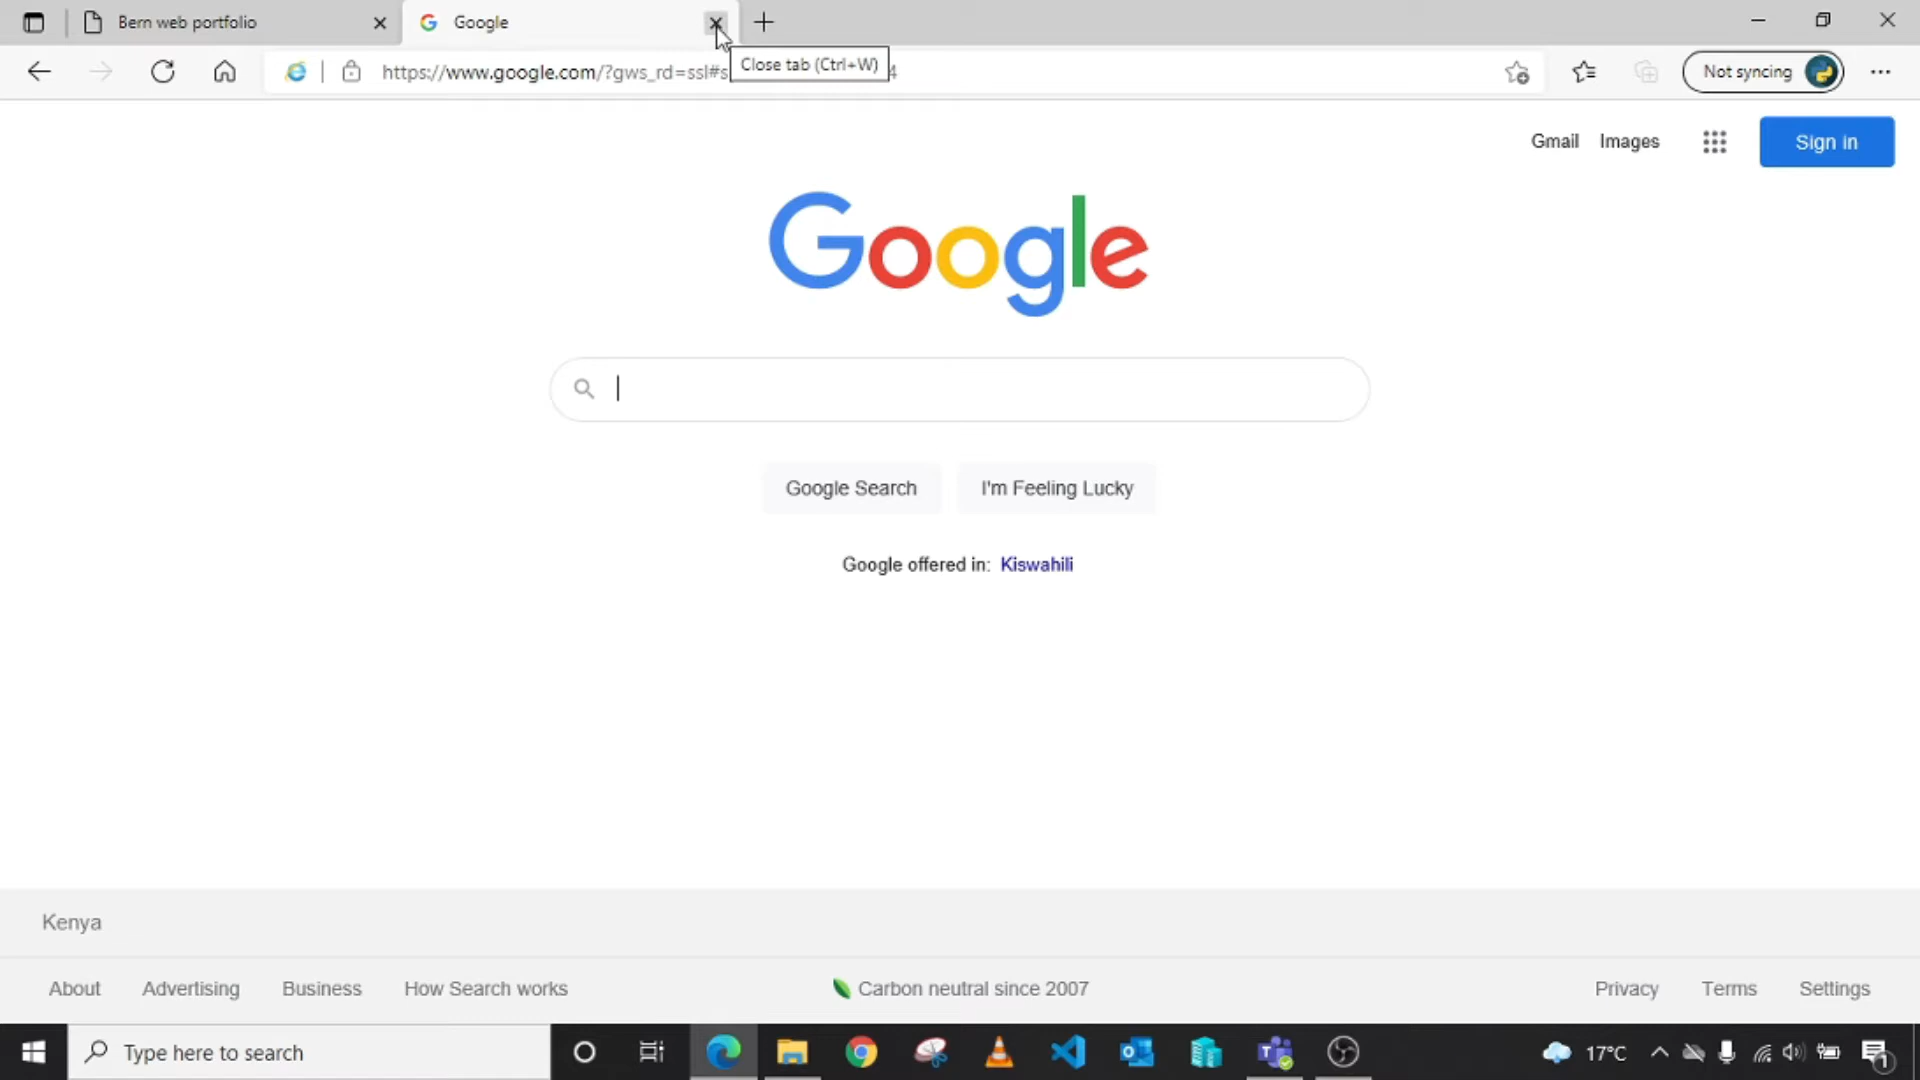 Bern web portfolio
Google
Close tab (Ctrl+W)
https://www.google.com/?gws_rd=ssl#s
4
Not syncing
Gmail Images
Sign in
Google
Google Search I'm Feeling Lucky
Google offered in: Kiswahili
Kenya
About Advertising Business How Search works
Carbon neutral since 2007
Privacy Terms Settings
Type here to search
17°C
1